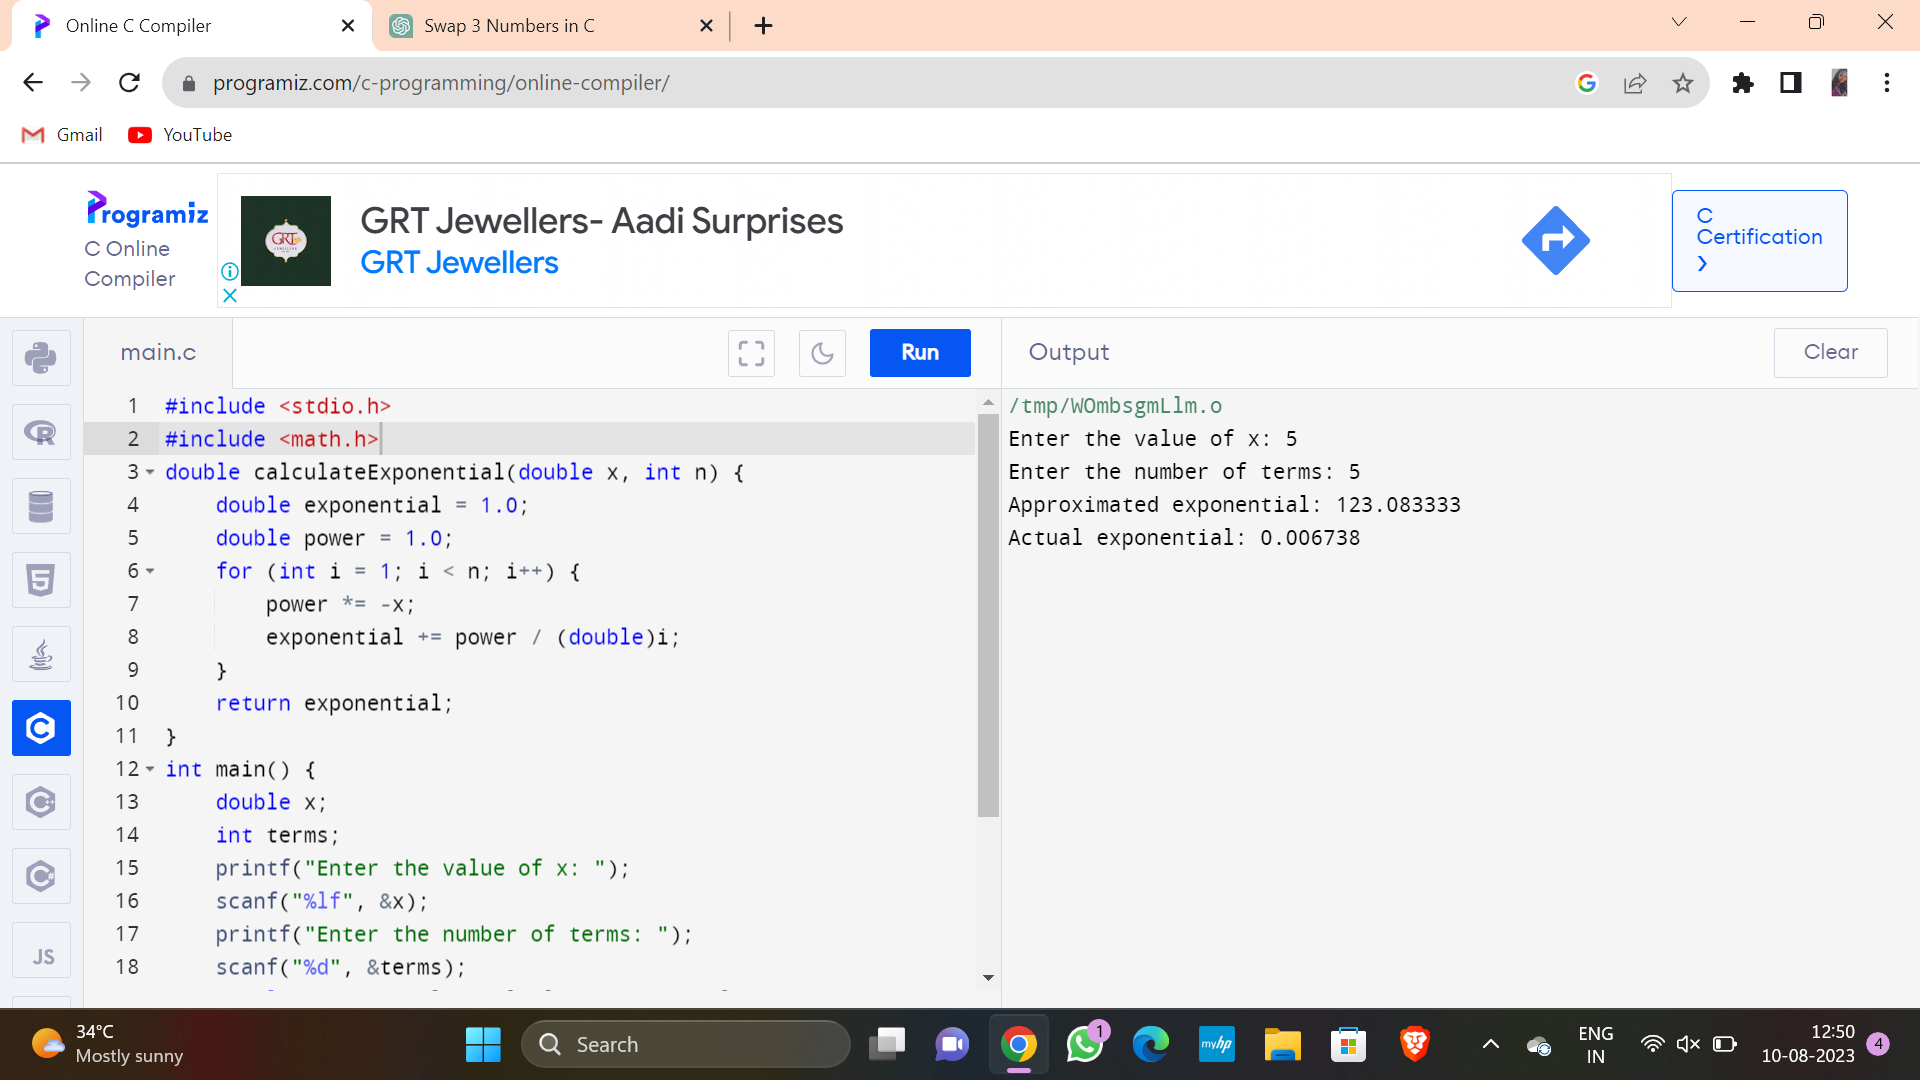 Online C Compiler
Swap 3 Numbers in C
programiz.com/c-programming/online-compiler/
Gmail
YouTube
Programiz
C Online
Compiler
GRT
GRT Jewellers- Aadi Surprises
GRT Jewellers
C
Certification
main.c
Run
Output
Clear
1 #include <stdio.h>
2 #include <math.h>
3 double calculateExponential(double x, int n) {
4 double exponential = 1.0;
5 double power = 1.0;
6 for (int i = 1; i < n; i++) {
7 power *= -x;
8 exponential += power / (double)i;
9 }
10 return exponential;
11 }
12 int main() {
13 double x;
14 int terms;
15 printf("Enter the value of x: ");
16 scanf("%lf", &x);
17 printf("Enter the number of terms: ");
18 scanf("%d", &terms);
/tmp/WOmbsgmLlm.o
Enter the value of x: 5
Enter the number of terms: 5
Approximated exponential: 123.083333
Actual exponential: 0.006738
R
5
C
JS
34°C
Mostly sunny
Search
1
myhp
ENG
IN
12:50
10-08-2023
4